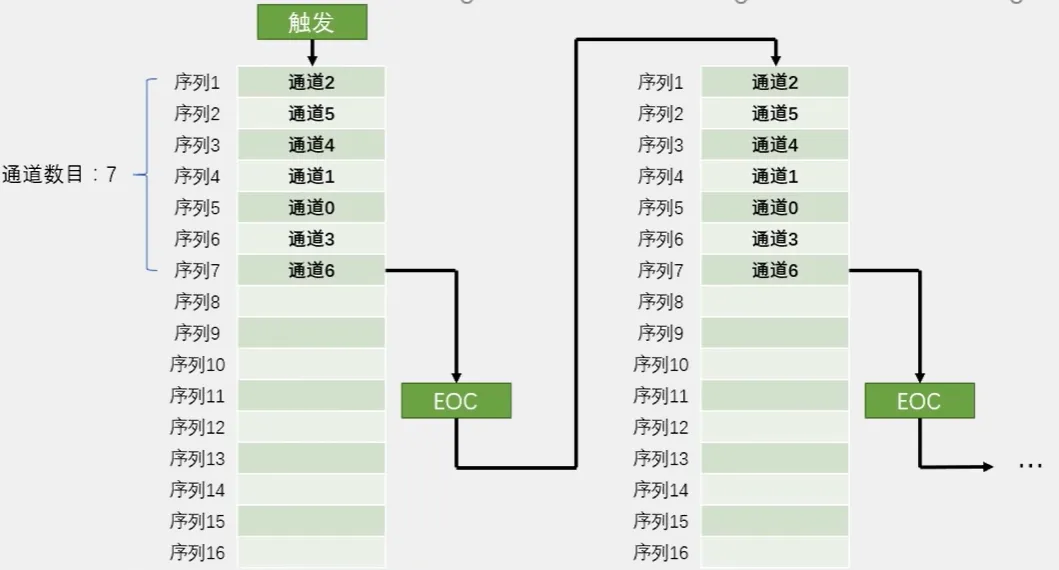 触发
通道数目：7
序列1 通道2
序列2 通道5
序列3 通道4
序列4 通道1
序列5 通道0
序列6 通道3
序列7 通道6
序列8
序列9
序列10
序列11
序列12
序列13
序列14
序列15
序列16
EOC
序列1 通道2
序列2 通道5
序列3 通道4
序列4 通道1
序列5 通道0
序列6 通道3
序列7 通道6
序列8
序列9
序列10
序列11
序列12
序列13
序列14
序列15
序列16
EOC
…